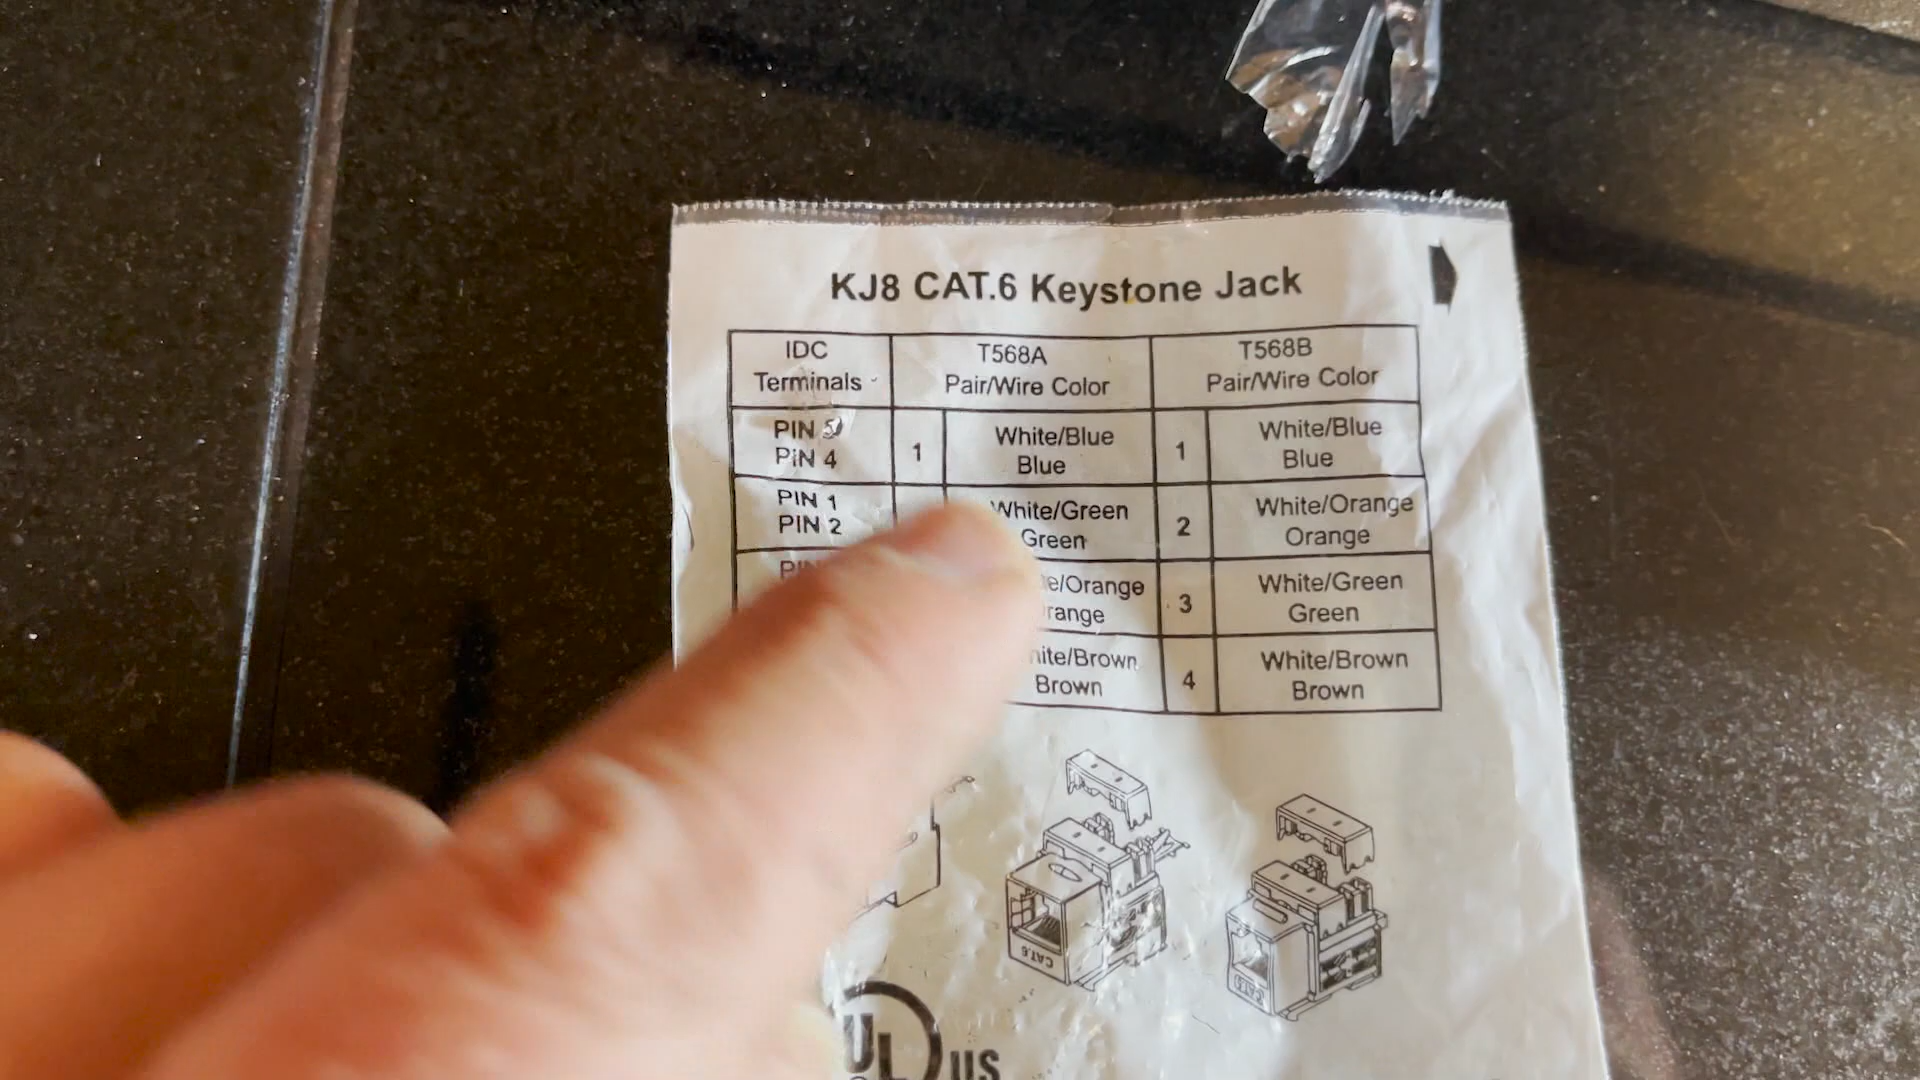 KJ8 CAT.6 Keystone Jack
IDC Terminals T568A Pair/Wire Color T568B Pair/Wire Color
PIN 5 White/Blue White/Blue
PIN 4 1 Blue 1 Blue
PIN 1 White/Green White/Orange
PIN 2 Green 2 Orange
White/Green
3 Green
White/Brown
Brown 4 Brown
CAT.6
UL US